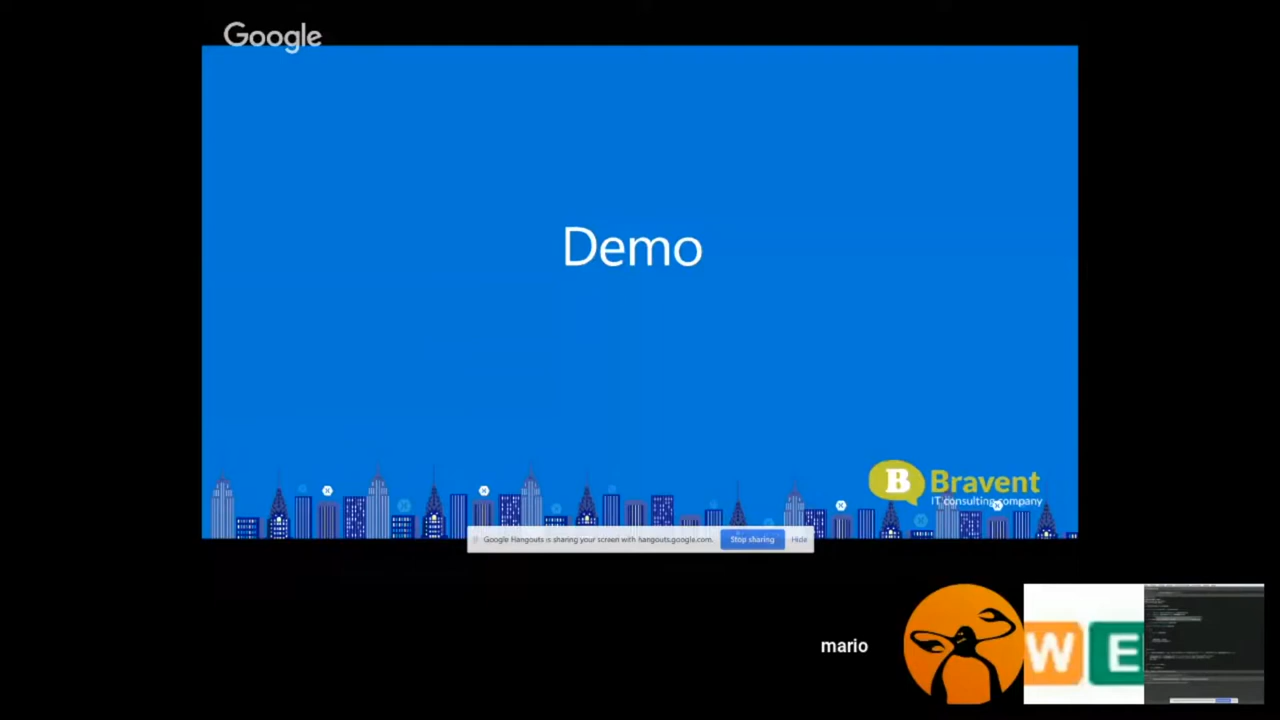 Google
Demo
B Bravent
IT consulting company
Google Hangouts is sharing your screen with hangouts.google.com.
Stop sharing
Hide
mario
W E